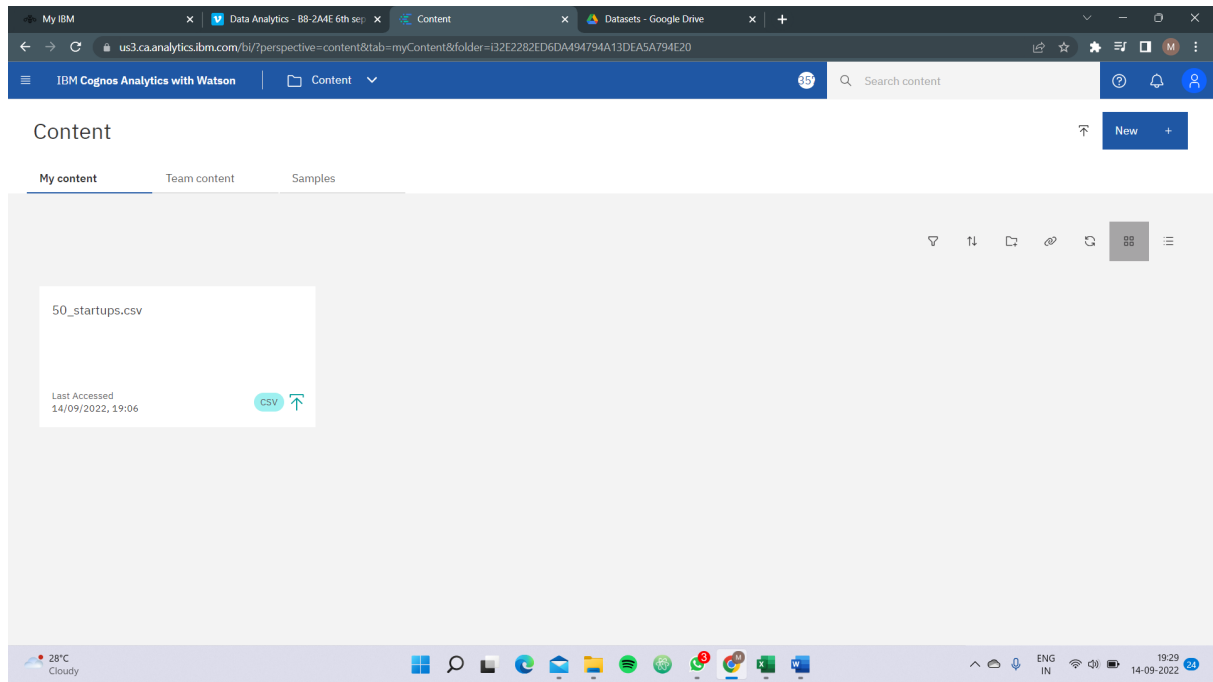 My IBM
Data Analytics - B8-2A4E 6th sep
Content
Datasets - Google Drive
us3.ca.analytics.ibm.com/bi/?perspective=content&tab=myContent&folder=i32E2282ED6DA494794A13DEA5A794E20
M
IBM Cognos Analytics with Watson
Content
357
Search content
Content
New +
My content
Team content
Samples
50_startups.csv
Last Accessed
14/09/2022, 19:06
CSV
28°C
Cloudy
3
M
ENG
IN
19:29
14-09-2022
24